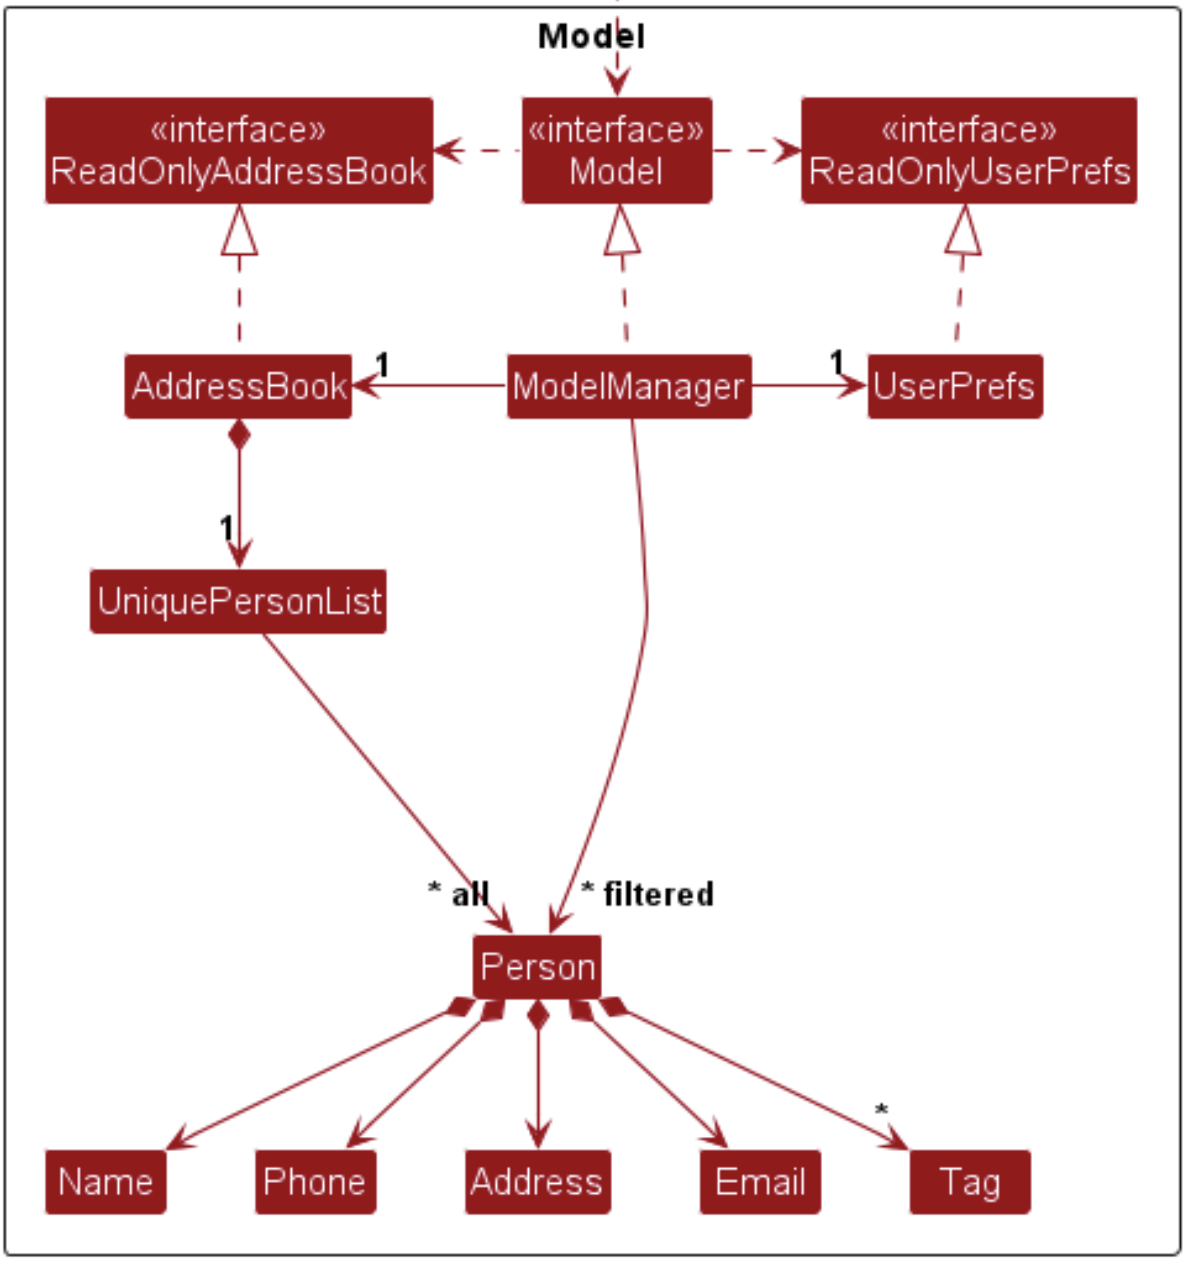 Model
«interface»
ReadOnlyAddressBook
«interface»
Model
«interface»
ReadOnlyUserPrefs
AddressBook
1
ModelManager
1
UserPrefs
1
UniquePersonList
* all
* filtered
Person
*
Name
Phone
Address
Email
Tag